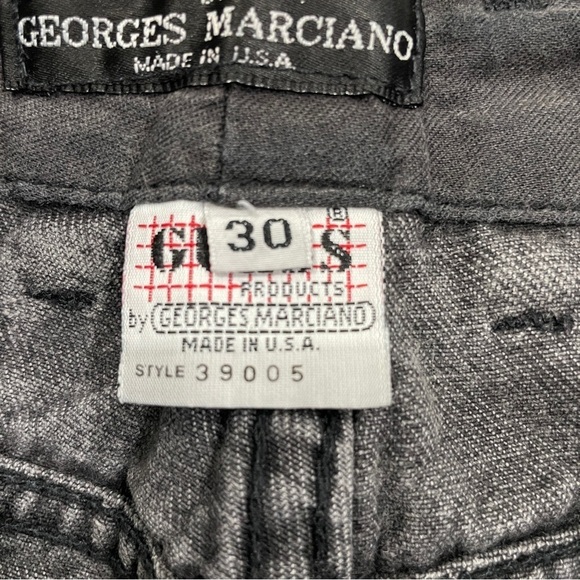 GEORGES MARCIANO
MADE IN U.S.A.
30
PRODUCTS
by GEORGES MARCIANO
MADE IN U.S.A.
STYLE 39005